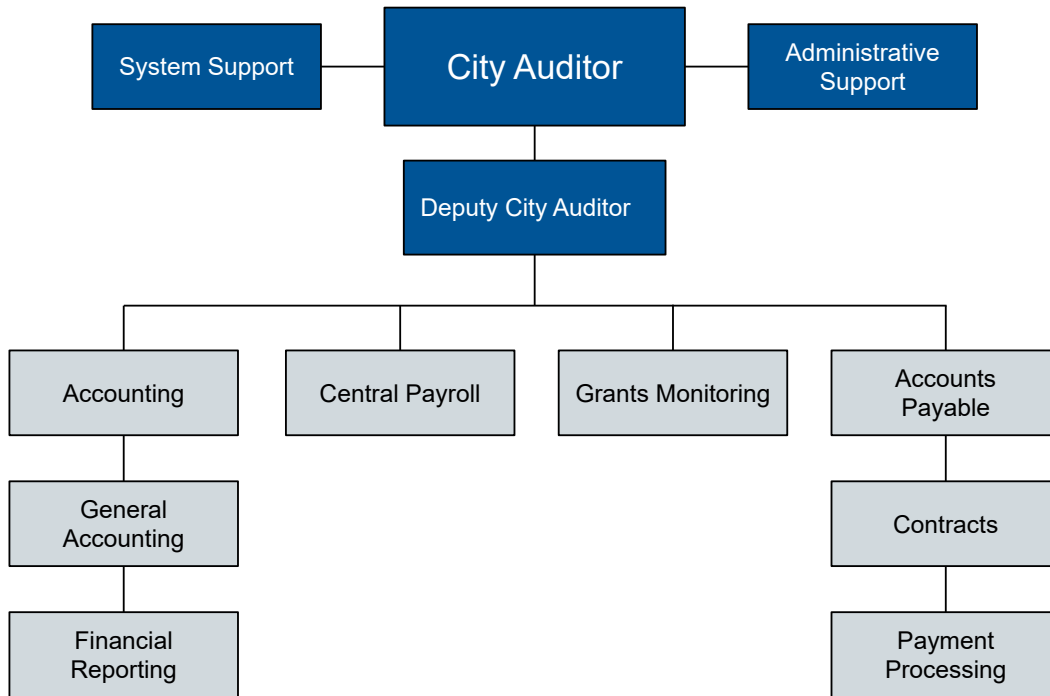 System Support
City Auditor
Administrative
Support
Deputy City Auditor
Accounting
Central Payroll
Grants Monitoring
Accounts
Payable
General
Accounting
Contracts
Financial
Reporting
Payment
Processing